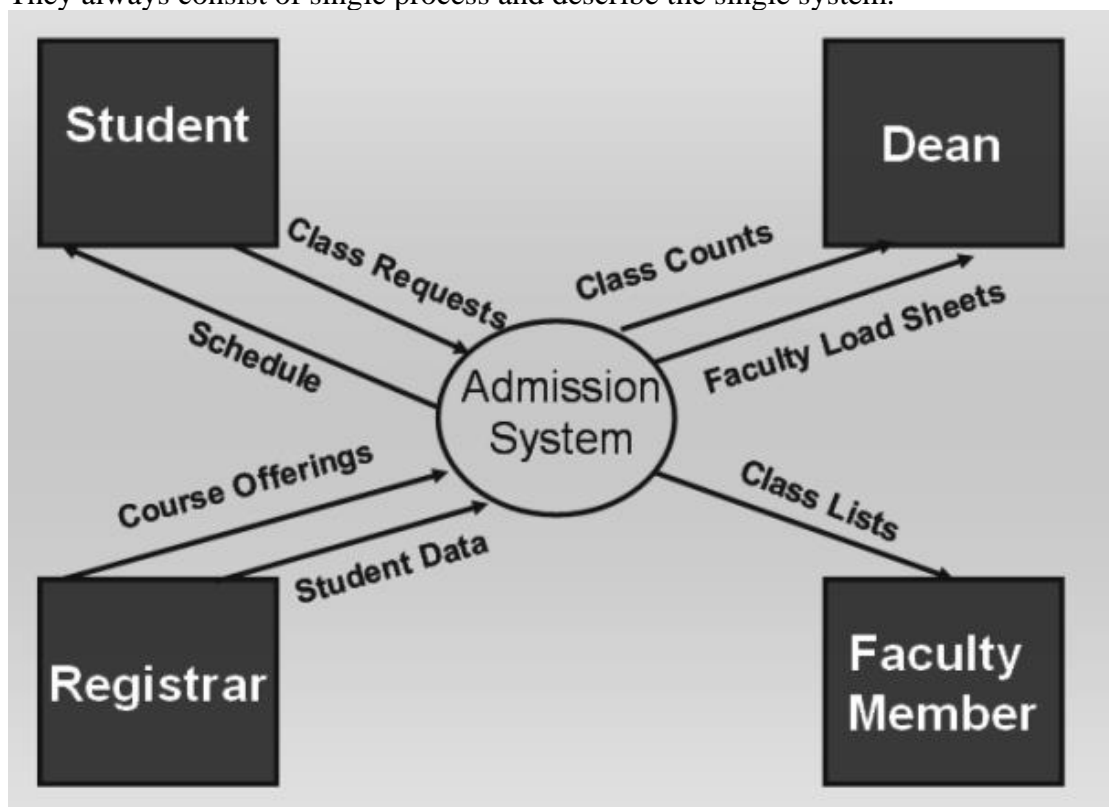 They always consist of single process and describe the single system.
Student
Dean
Class Requests
Class Counts
Schedule
Faculty Load Sheets
Admission
System
Course Offerings
Class Lists
Student Data
Registrar
Faculty
Member